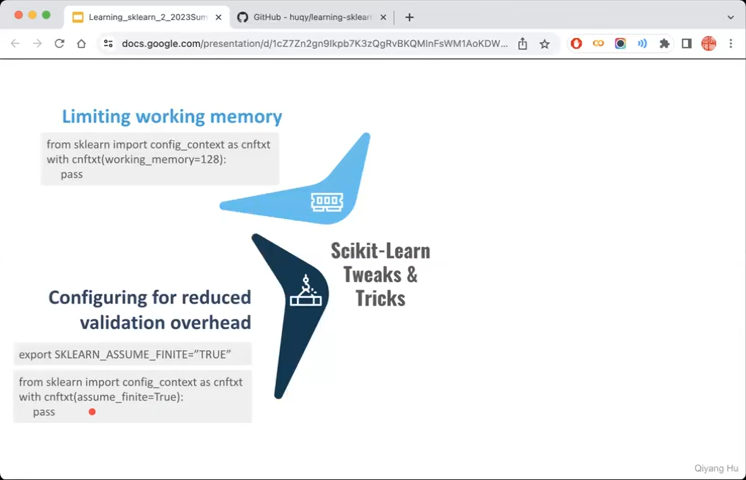 Learning_sklearn_2_2023Sum
GitHub - huqy/learning-sklearn
docs.google.com/presentation/d/1cZ7Zn2gn9Ikpb7K3zQgRvBKQMInFsWM1AoKDW...
Limiting working memory
from sklearn import config_context as cnftxt
with cnftxt(working_memory=128):
pass
Scikit-Learn
Tweaks &
Tricks
Configuring for reduced
validation overhead
export SKLEARN_ASSUME_FINITE="TRUE"
from sklearn import config_context as cnftxt
with cnftxt(assume_finite=True):
pass
Qiyang Hu